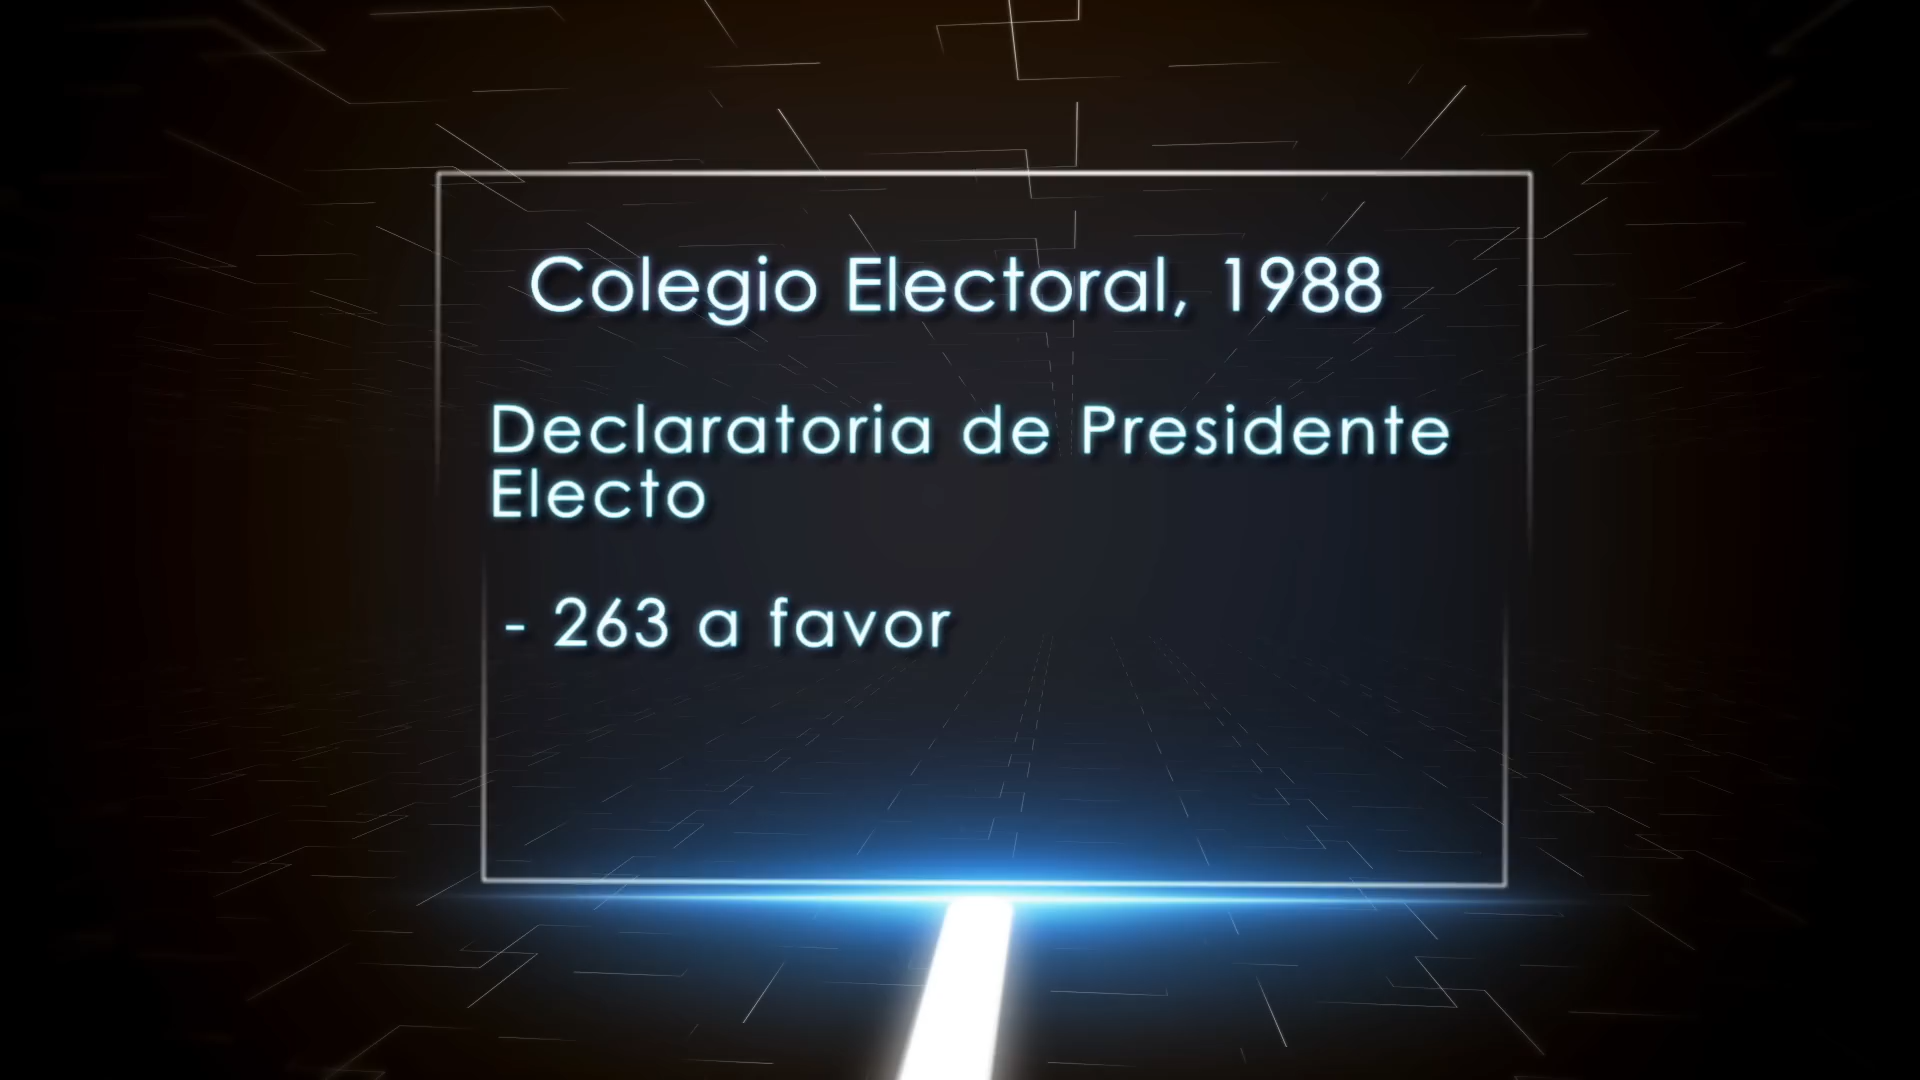 Colegio Electoral, 1988
Declaratoria de Presidente
Electo
- 263 a favor